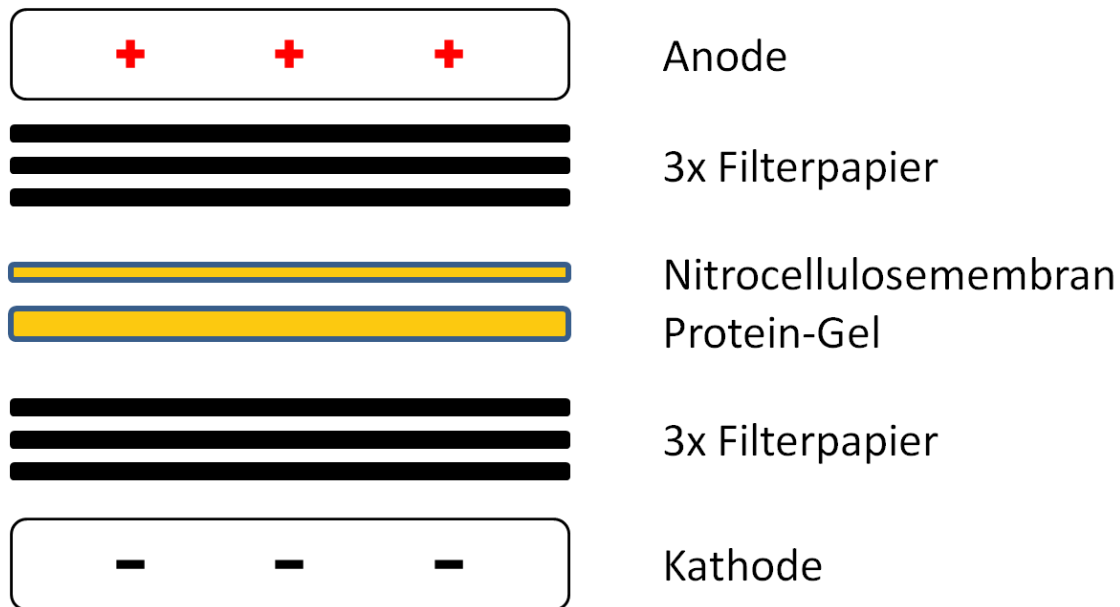 + + +
Anode
3x Filterpapier
Nitrocellulosemembran
Protein-Gel
3x Filterpapier
- - -
Kathode